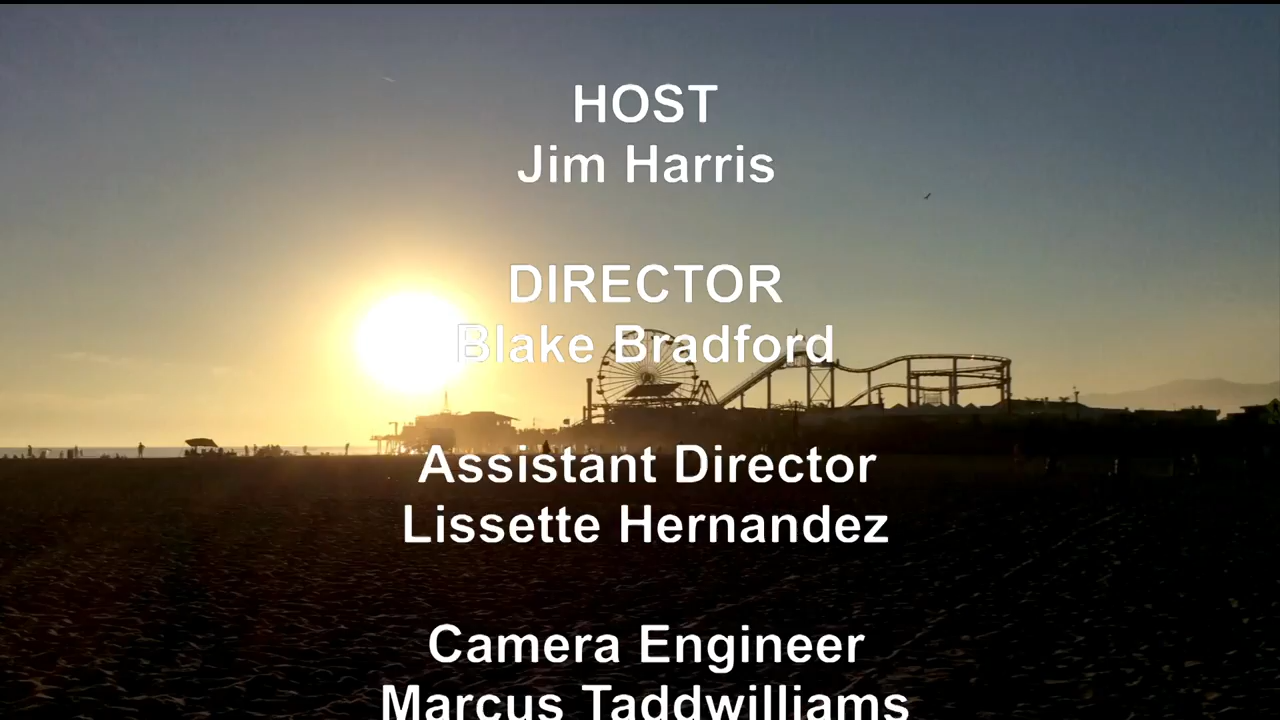 HOST
Jim Harris
DIRECTOR
Blake Bradford
Assistant Director
Lissette Hernandez
Camera Engineer
Marcus Taddwilliams